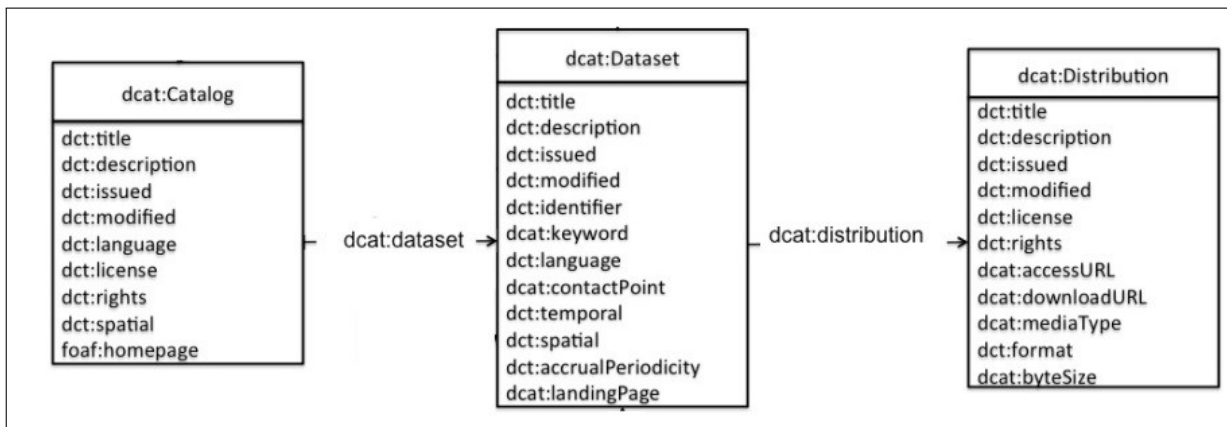 dcat:Catalog
dct:title
dct:description
dct:issued
dct:modified
dct:language
dct:license
dct:rights
dct:spatial
foaf:homepage
dcat:dataset
dcat:Dataset
dct:title
dct:description
dct:issued
dct:modified
dct:identifier
dcat:keyword
dct:language
dcat:contactPoint
dct:temporal
dct:spatial
dct:accrualPeriodicity
dcat:landingPage
dcat:distribution
dcat:Distribution
dct:title
dct:description
dct:issued
dct:modified
dct:license
dct:rights
dcat:accessURL
dcat:downloadURL
dcat:mediaType
dct:format
dcat:byteSize